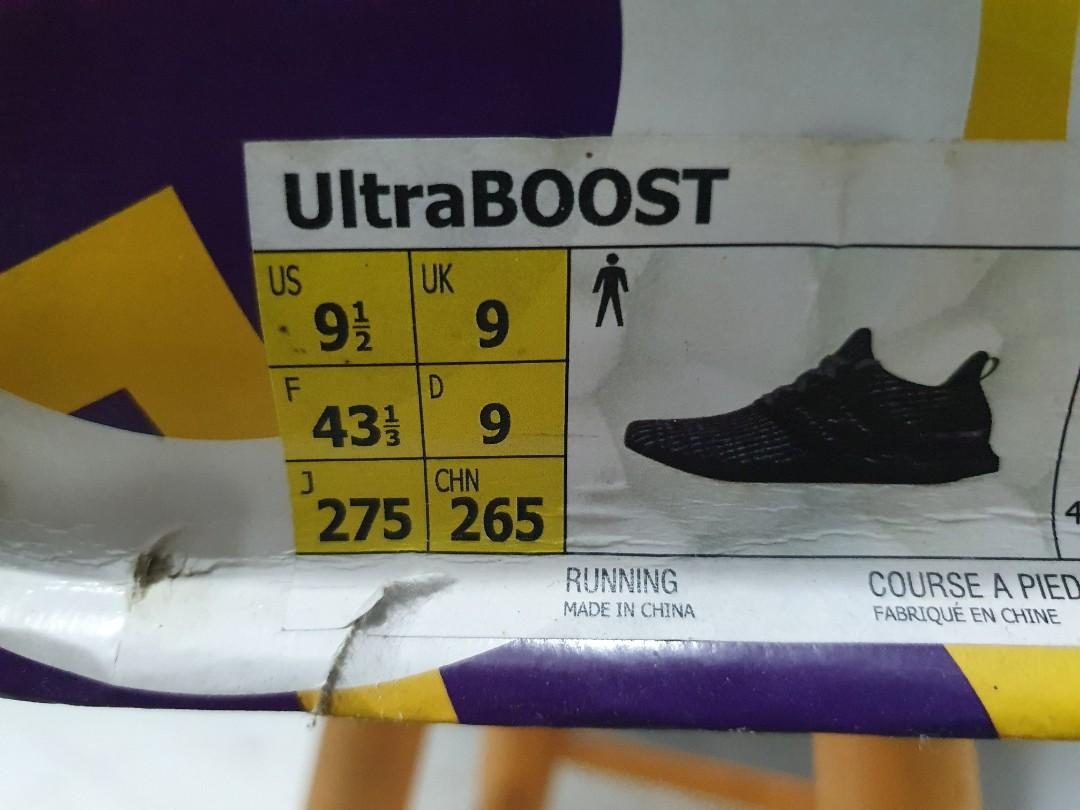 UltraBOOST
US UK
9½ 9
F D
43⅓ 9
J CHN
275 265
RUNNING COURSE A PIED
MADE IN CHINA FABRIQUÉ EN CHINE